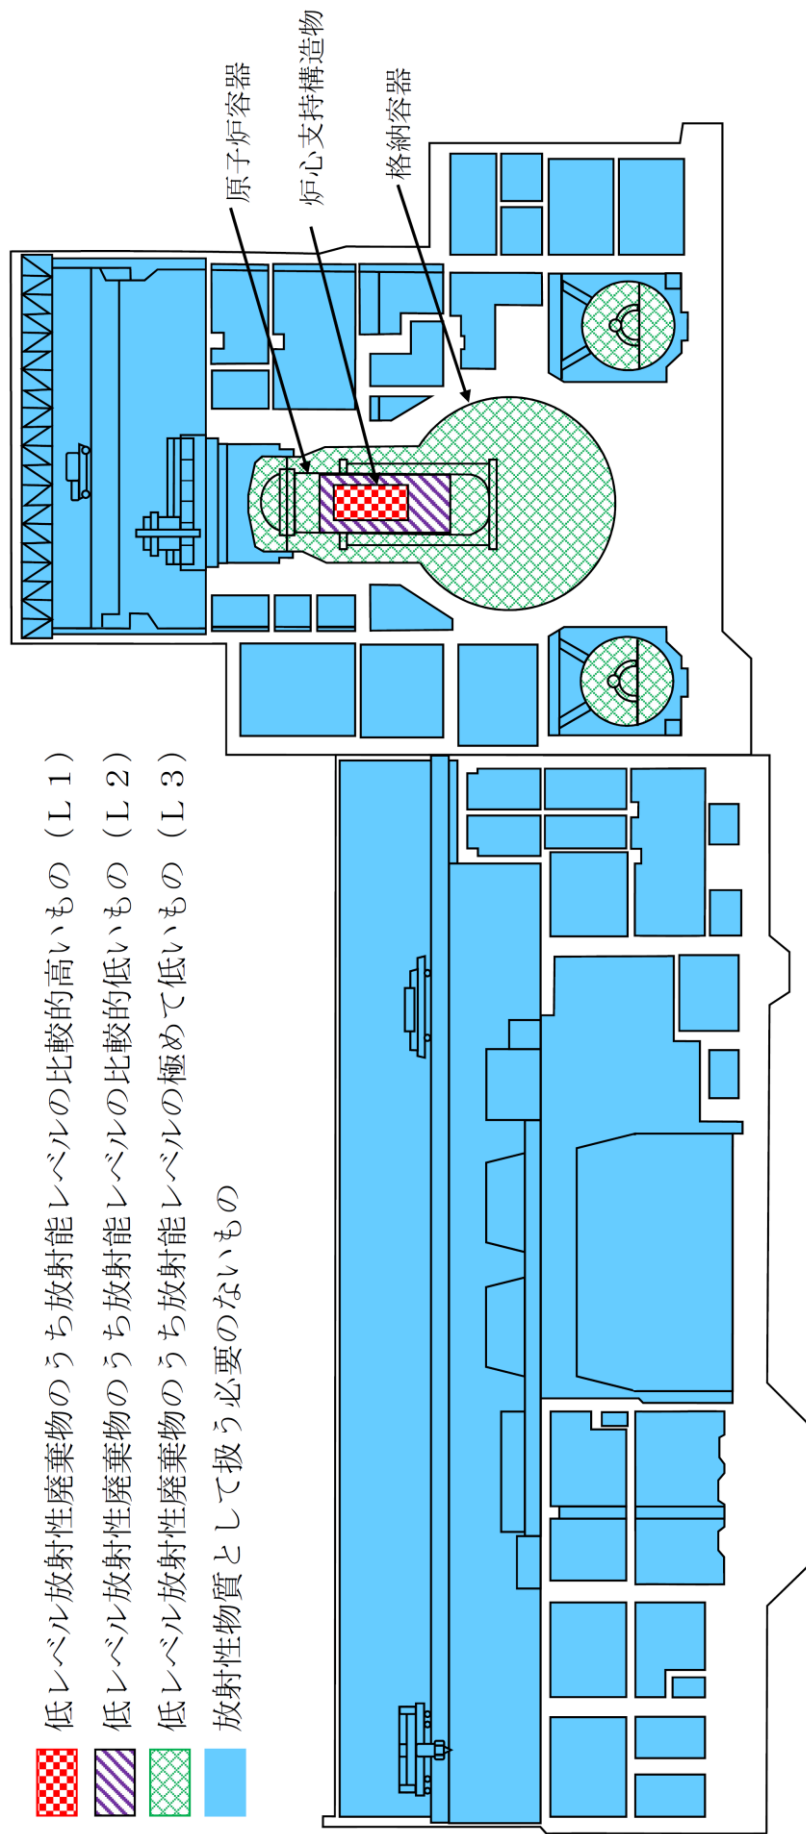 低レベル放射性廃棄物のうち放射能レベルの比較的高いもの（Ｌ１）
低レベル放射性廃棄物のうち放射能レベルの比較的低いもの（Ｌ２）
低レベル放射性廃棄物のうち放射能レベルの極めて低いもの（Ｌ３）
放射性物質として扱う必要のないもの
原子炉容器
炉心支持構造物
格納容器